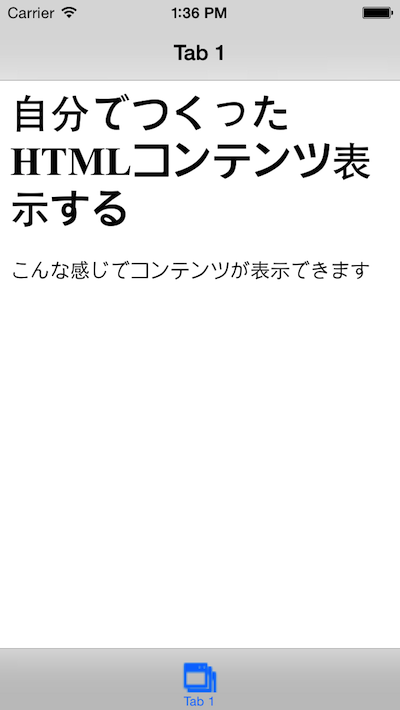 Carrier 1:36 PM
Tab 1
自分でつくった
HTMLコンテンツ表
示する
こんな感じでコンテンツが表示できます
Tab 1